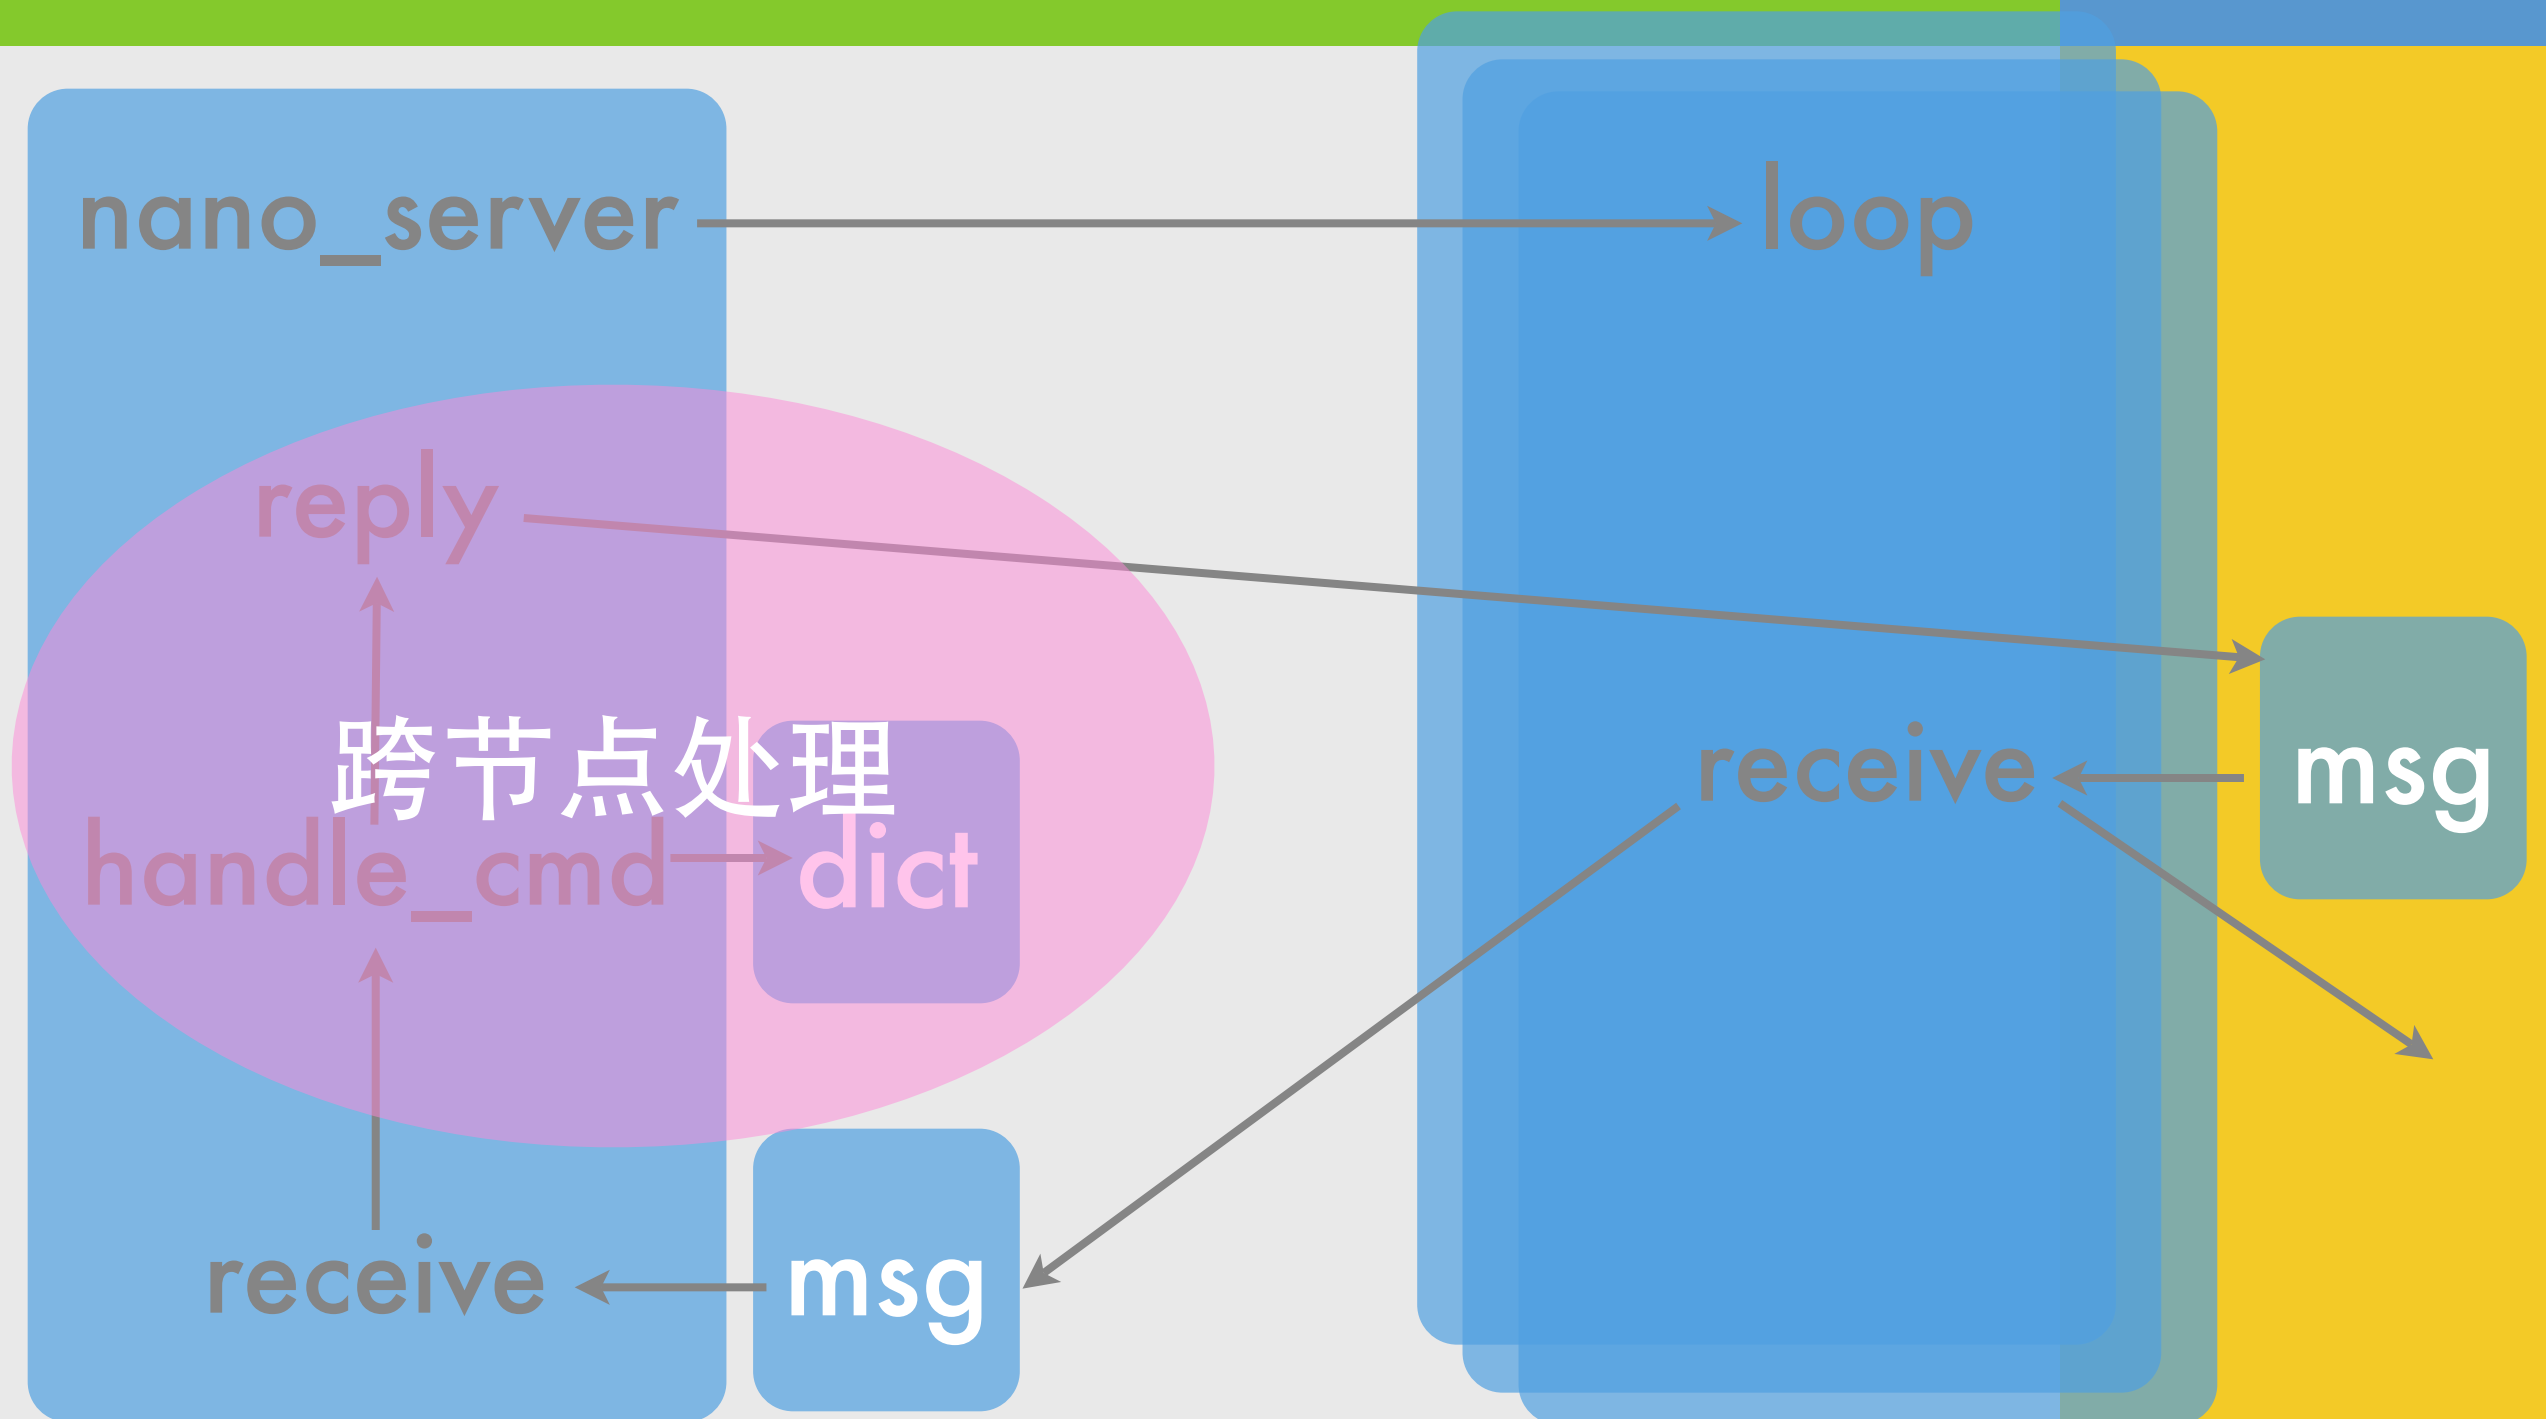 nano_server
loop
reply
跨节点处理
receive
msg
handle_cmd
dict
receive
msg